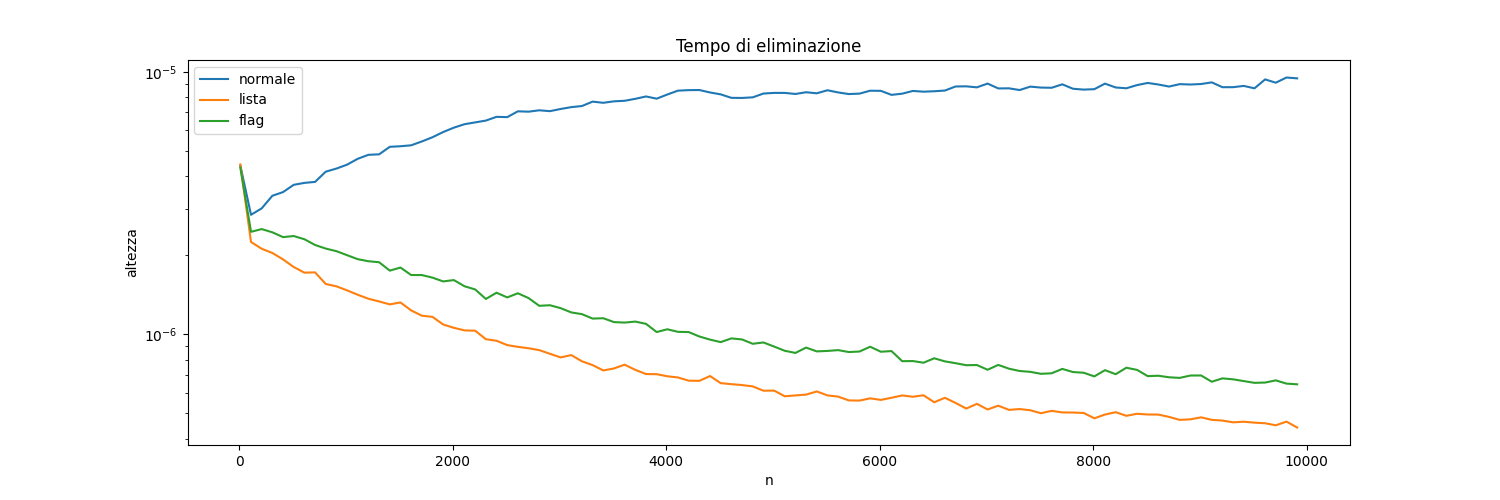 Tempo di eliminazione
10⁻⁵
normale
lista
flag
altezza
10⁻⁶
0 2000 4000 6000 8000 10000
n